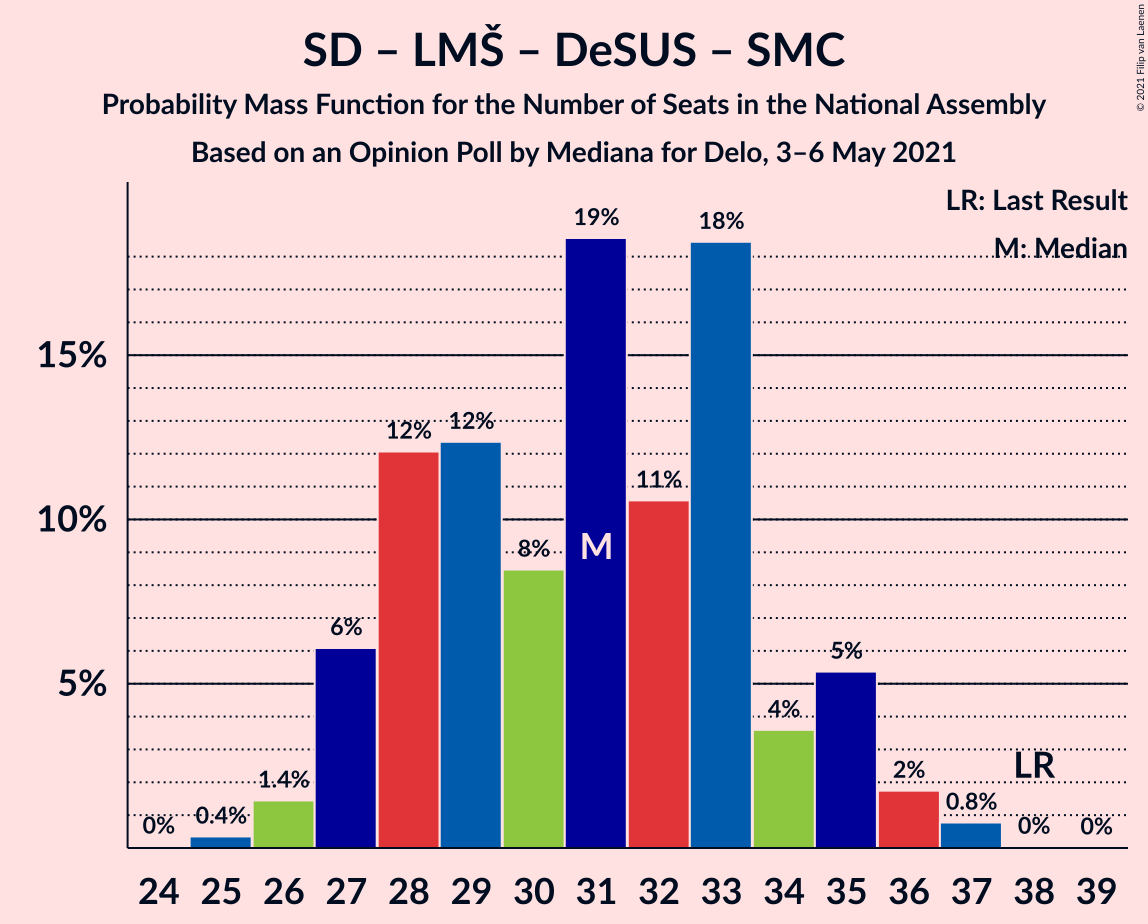 SD – LMŠ – DeSUS – SMC
Probability Mass Function for the Number of Seats in the National Assembly
Based on an Opinion Poll by Mediana for Delo, 3–6 May 2021
© 2021 Filip van Laenen
LR: Last Result
M: Median
19%
18%
15%
12%
12%
11%
10%
8%
M
6%
5%
5%
4%
LR
2%
1.4%
0.8%
0.4%
0%
0%
0%
24 25 26 27 28 29 30 31 32 33 34 35 36 37 38 39